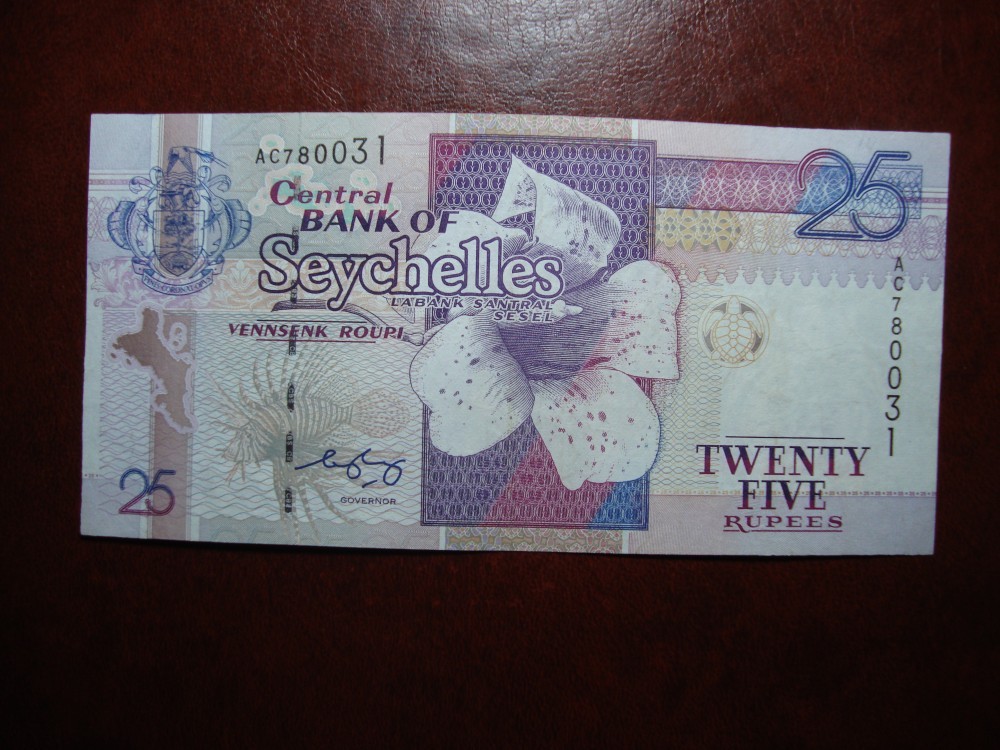 AC780031
Central
BANK OF
Seychelles
LABANK SANTRAL
SESEL
VENNSENK ROUPI
25
GOVERNOR
25
AC780031
TWENTY
FIVE
RUPEES